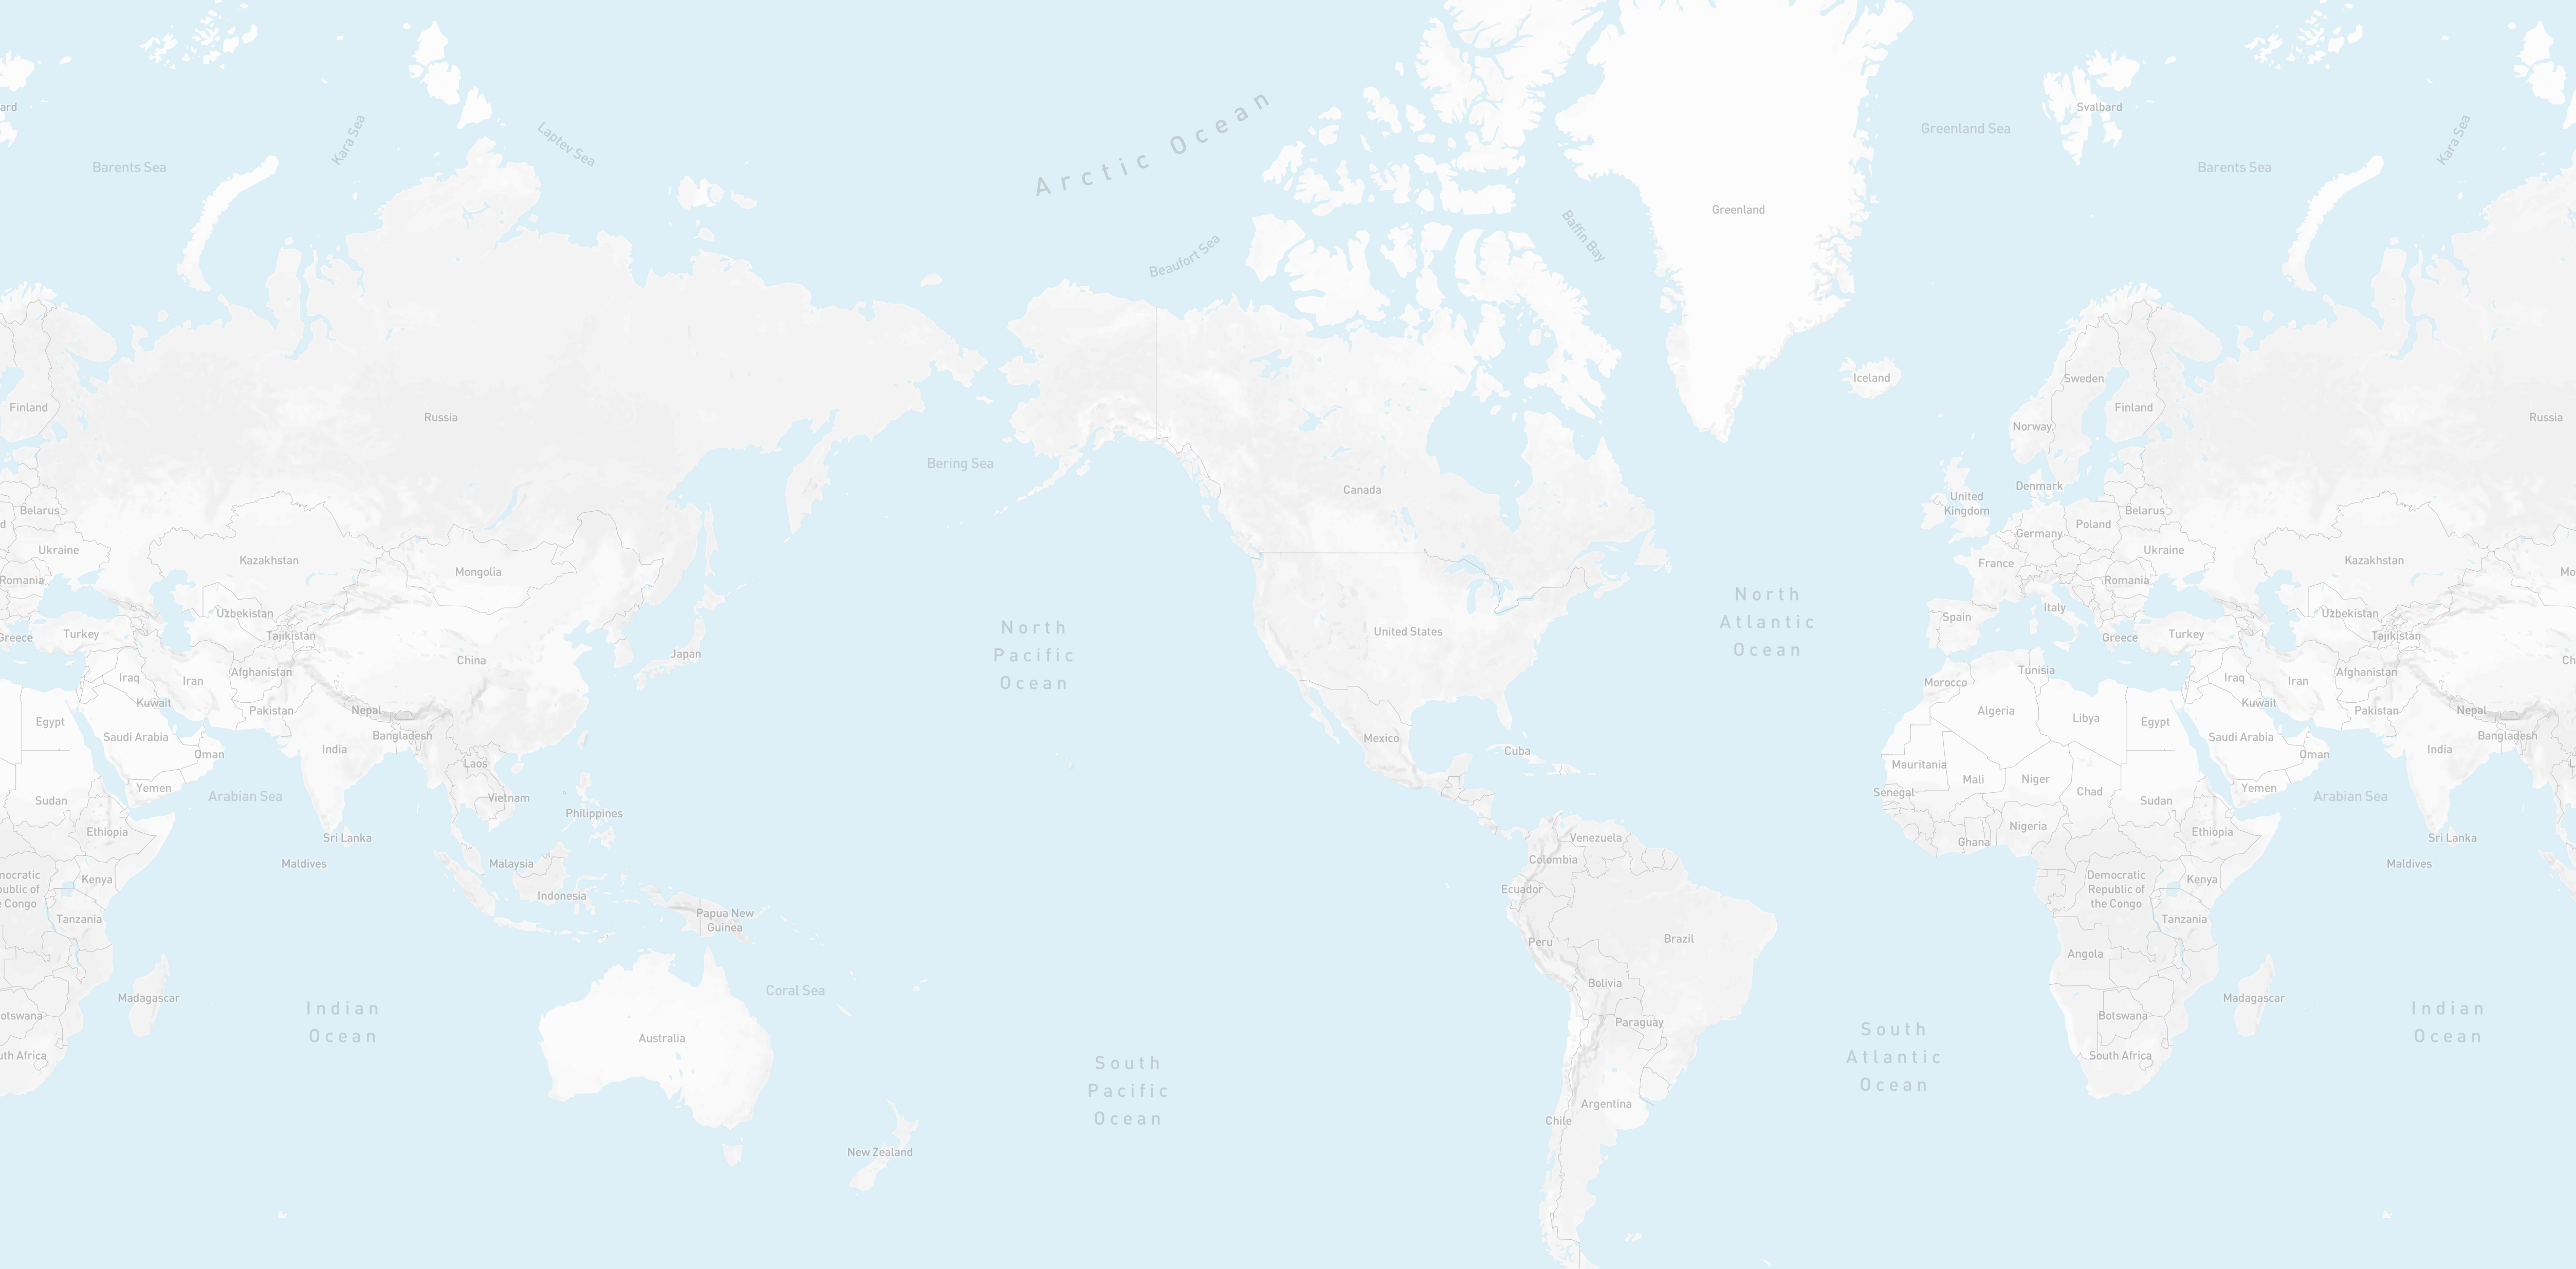 ard
Svalbard
Barents Sea
Kara Sea
Laptev Sea
Arctic Ocean
Beaufort Sea
Baffin Bay
Greenland
Greenland Sea
Barents Sea
Kara Sea
Finland
Russia
Bering Sea
Canada
Iceland
Sweden
Finland
Norway
Russia
Belarus
d
Ukraine
Romania
Kazakhstan
Mongolia
Uzbekistan
Tajikistan
Greece
Turkey
China
Japan
Iraq
Iran
Afghanistan
Kuwait
Pakistan
Nepal
Egypt
Saudi Arabia
Oman
India
Bangladesh
Laos
Yemen
Arabian Sea
Vietnam
Philippines
Sudan
Ethiopia
Sri Lanka
Maldives
Malaysia
Indonesia
mocratic
public of
e Congo
Kenya
Tanzania
Papua New
Guinea
Madagascar
Indian
Ocean
otswana
uth Africa
Coral Sea
Australia
New Zealand
North
Pacific
Ocean
South
Pacific
Ocean
United States
Mexico
Cuba
North
Atlantic
Ocean
Venezuela
Colombia
Ecuador
Peru
Brazil
Bolivia
Paraguay
Argentina
Chile
South
Atlantic
Ocean
United
Kingdom
Denmark
Germany
Poland
Belarus
France
Ukraine
Romania
Spain
Italy
Greece
Turkey
Kazakhstan
Mo
Uzbekistan
Tajikistan
Ch
Morocco
Tunisia
Iraq
Iran
Afghanistan
Kuwait
Pakistan
Nepal
Algeria
Libya
Egypt
Saudi Arabia
Oman
India
Bangladesh
L
Mauritania
Mali
Niger
Chad
Sudan
Yemen
Arabian Sea
Senegal
Nigeria
Ghana
Ethiopia
Sri Lanka
Maldives
Democratic
Republic of
the Congo
Kenya
Tanzania
Angola
Madagascar
Botswana
South Africa
Indian
Ocean